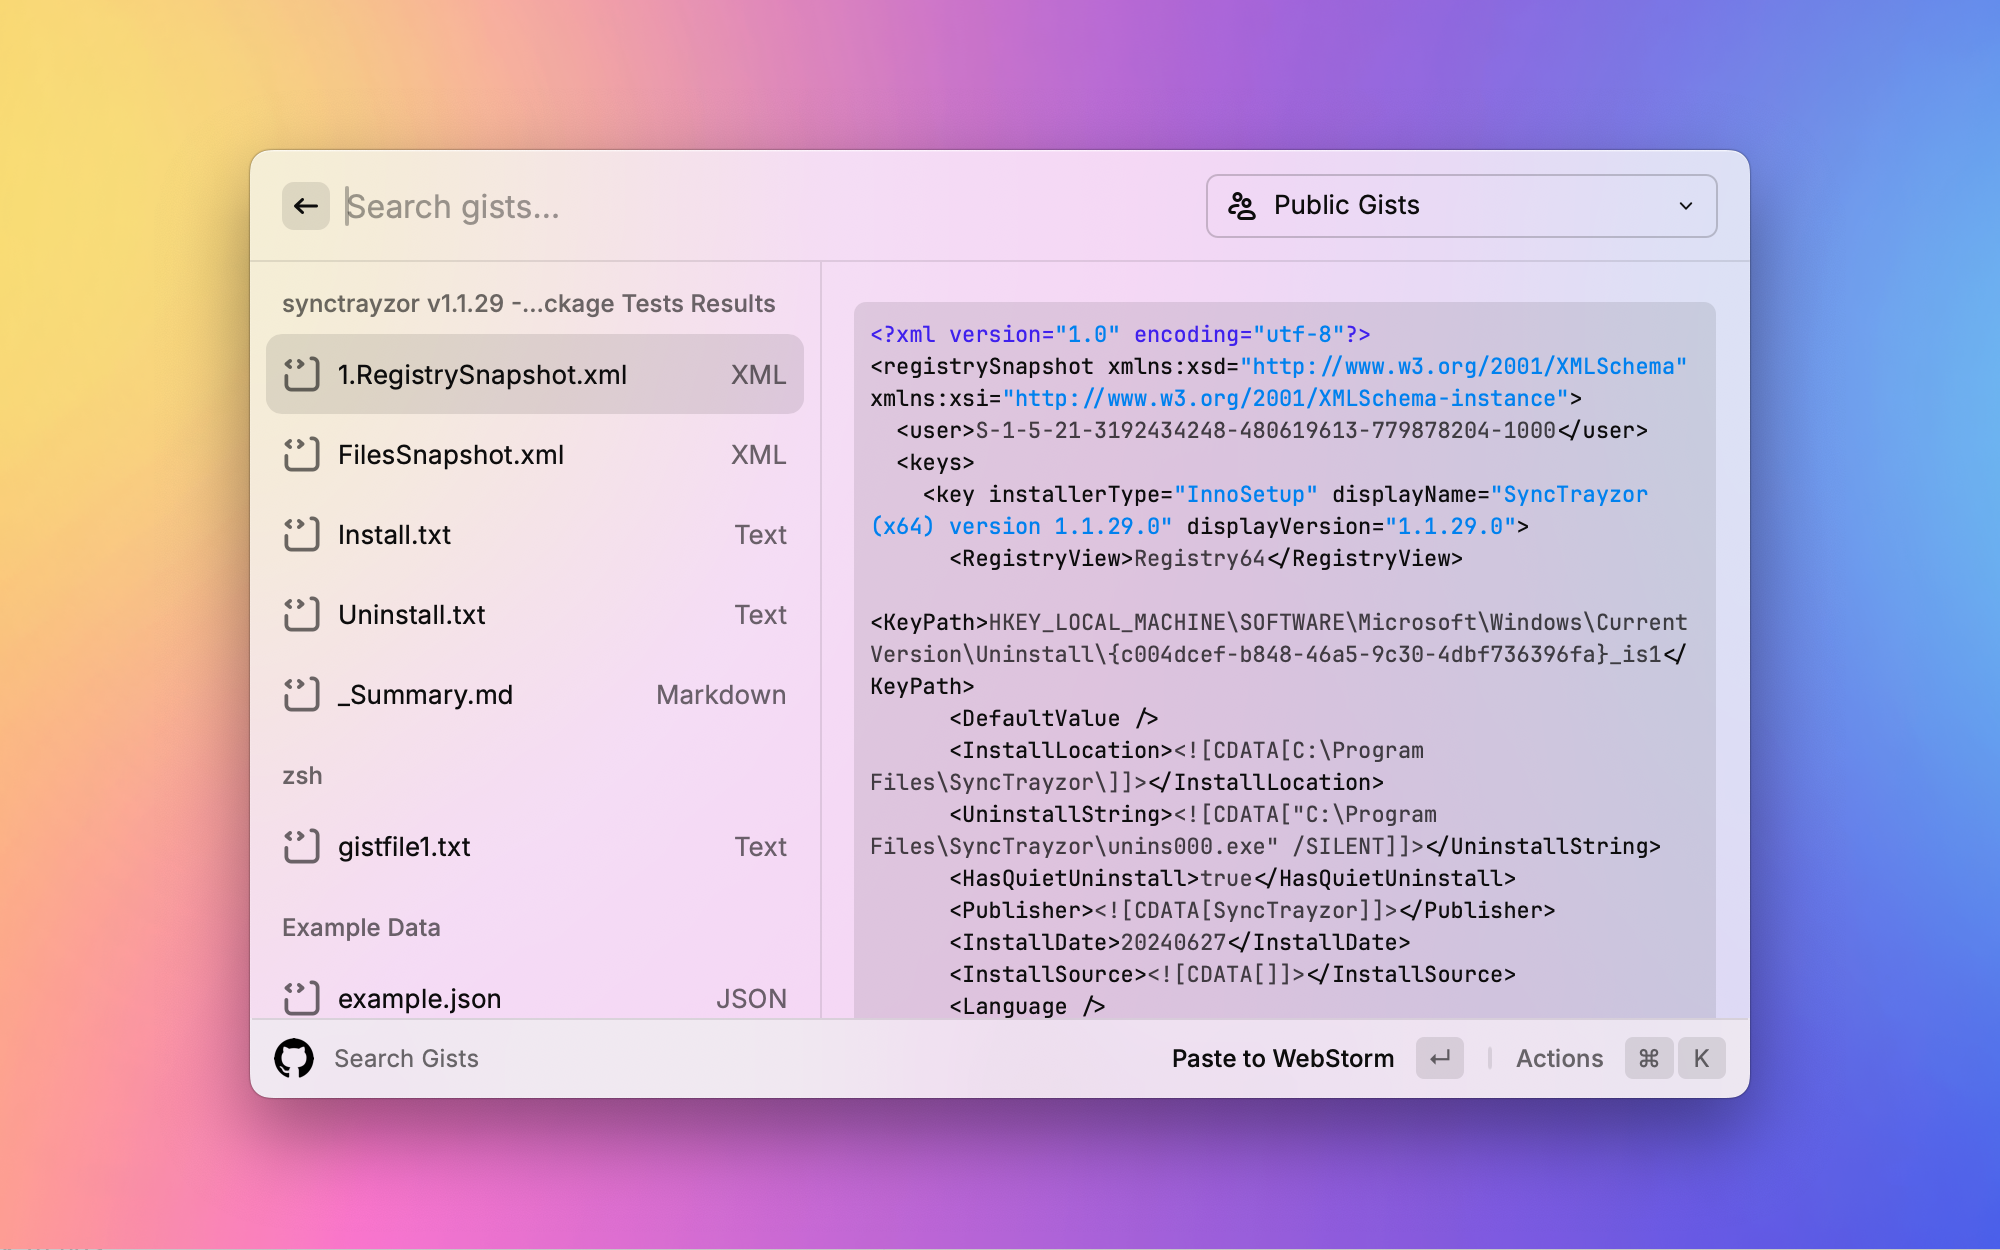 Search gists...
Public Gists
synctrayzor v1.1.29 -...ckage Tests Results
1.RegistrySnapshot.xml XML
FilesSnapshot.xml XML
Install.txt Text
Uninstall.txt Text
_Summary.md Markdown
zsh
gistfile1.txt Text
Example Data
example.json JSON
<?xml version="1.0" encoding="utf-8"?>
<registrySnapshot xmlns:xsd="http://www.w3.org/2001/XMLSchema"
xmlns:xsi="http://www.w3.org/2001/XMLSchema-instance">
<user>S-1-5-21-3192434248-480619613-779878204-1000</user>
<keys>
<key installerType="InnoSetup" displayName="SyncTrayzor
(x64) version 1.1.29.0" displayVersion="1.1.29.0">
<RegistryView>Registry64</RegistryView>
<KeyPath>HKEY_LOCAL_MACHINE\SOFTWARE\Microsoft\Windows\Current
Version\Uninstall\{c004dcef-b848-46a5-9c30-4dbf736396fa}_is1</
KeyPath>
<DefaultValue />
<InstallLocation><![CDATA[C:\Program
Files\SyncTrayzor\]]></InstallLocation>
<UninstallString><![CDATA["C:\Program
Files\SyncTrayzor\unins000.exe" /SILENT]]></UninstallString>
<HasQuietUninstall>true</HasQuietUninstall>
<Publisher><![CDATA[SyncTrayzor]]></Publisher>
<InstallDate>20240627</InstallDate>
<InstallSource><![CDATA[]]></InstallSource>
<Language />
Search Gists
Paste to WebStorm ↵ Actions ⌘ K